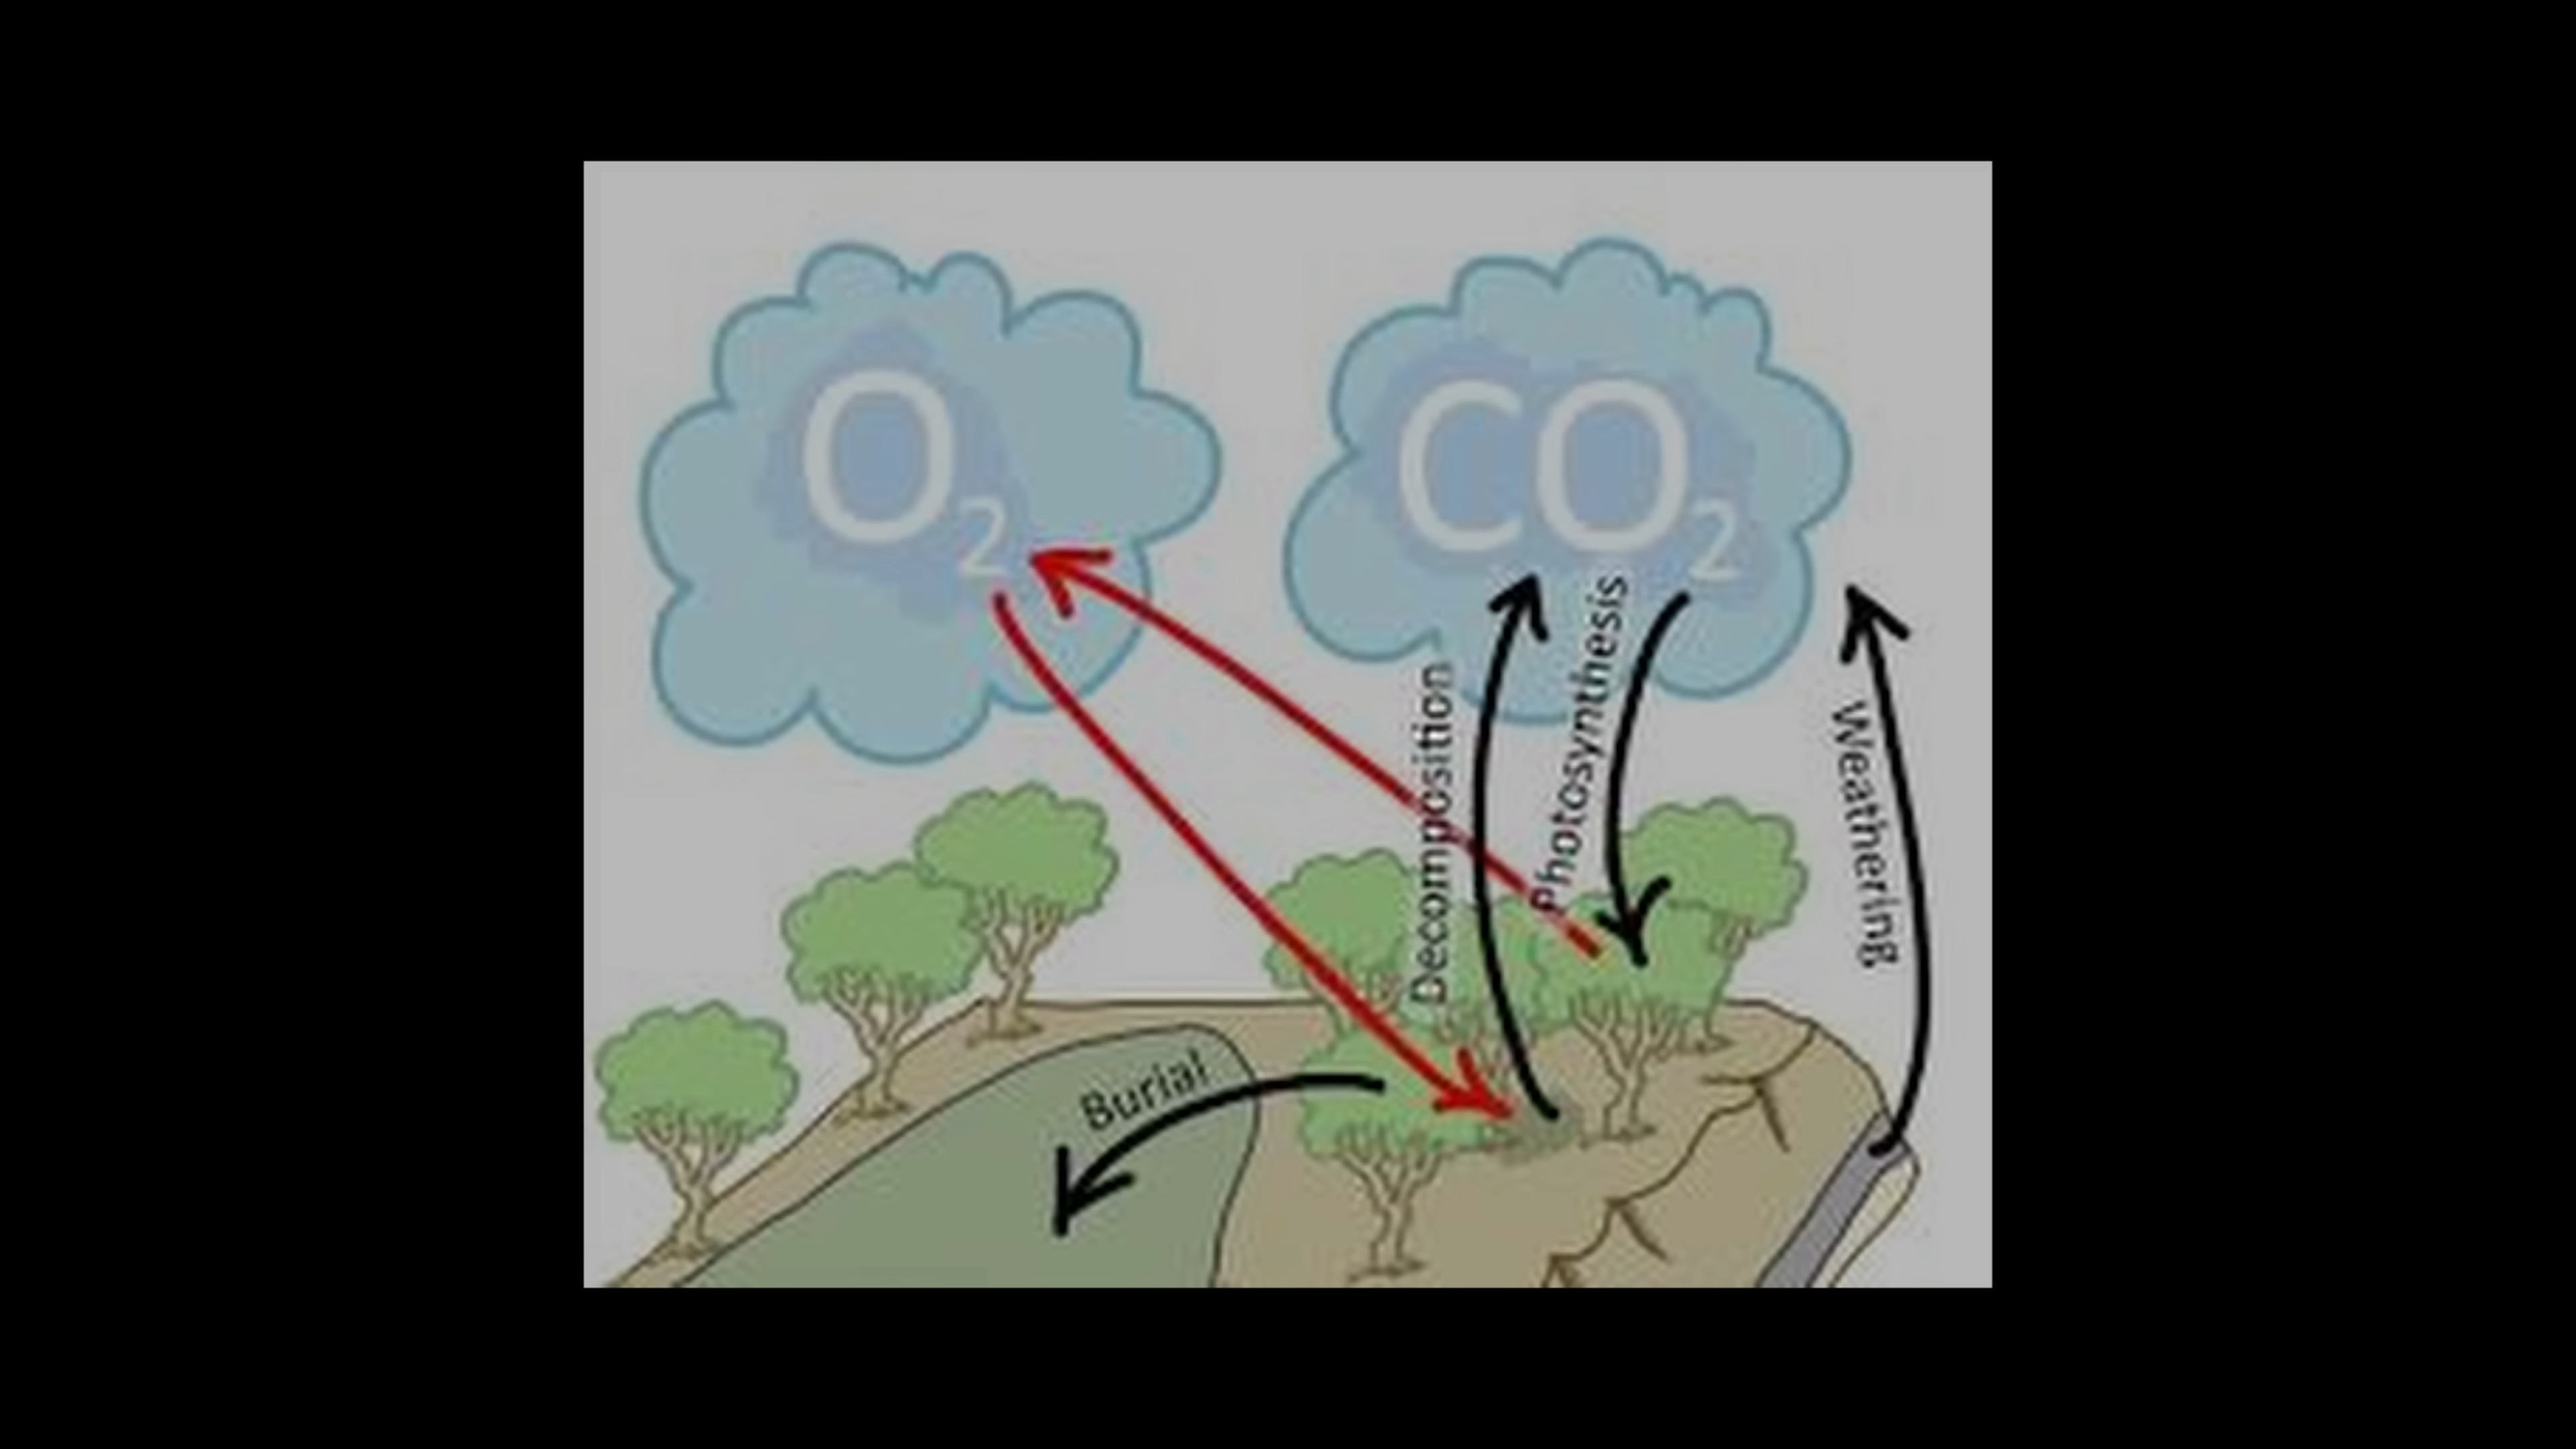 O₂
CO₂
Decomposition
Photosynthesis
Weathering
Burial